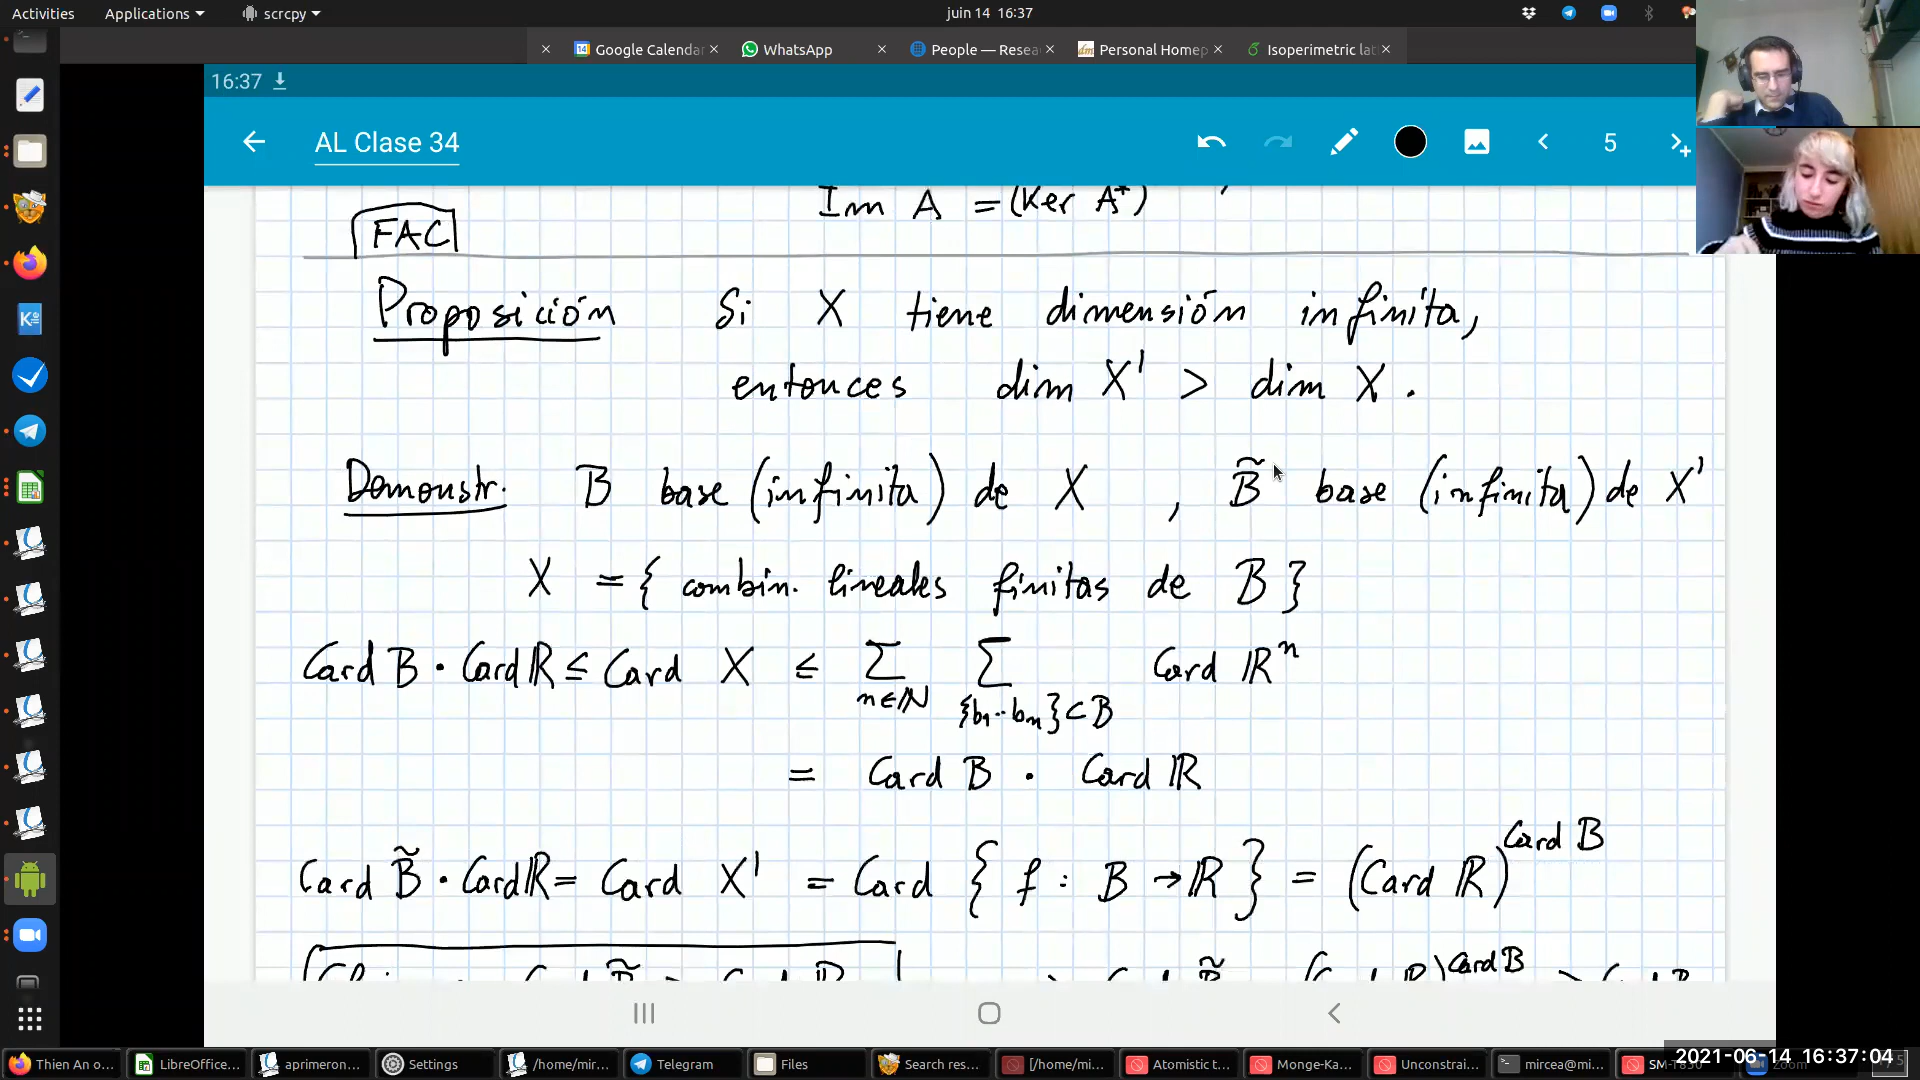 Activities Applications scrcpy juin 14 16:37
Google Calendar WhatsApp People — Resea Personal Homep Isoperimetric lat
16:37
AL Clase 34 5
Im A = (Ker A⁺)
FAC
Proposición Si X tiene dimensión infinita,
entonces dim X' > dim X.
Demonstr. B base (infinita) de X , B̃ base (infinita) de X'
X = { combin. lineales finitas de B }
Card B · Card ℝ ≤ Card X ≤ Σ Σ Card ℝⁿ
n∈ℕ {b₁..bₙ}⊂B
= Card B · Card ℝ
Card B̃ · Card ℝ = Card X' = Card { f : B → ℝ } = (Card ℝ)^Card B
Card B
2021-06-14 16:37:04
Thien An o... LibreOffice... aprimeron... Settings /home/mir... Telegram Files Search res... [/home/mi... Atomistic t... Monge-Ka... Unconstrai... mircea@mi...